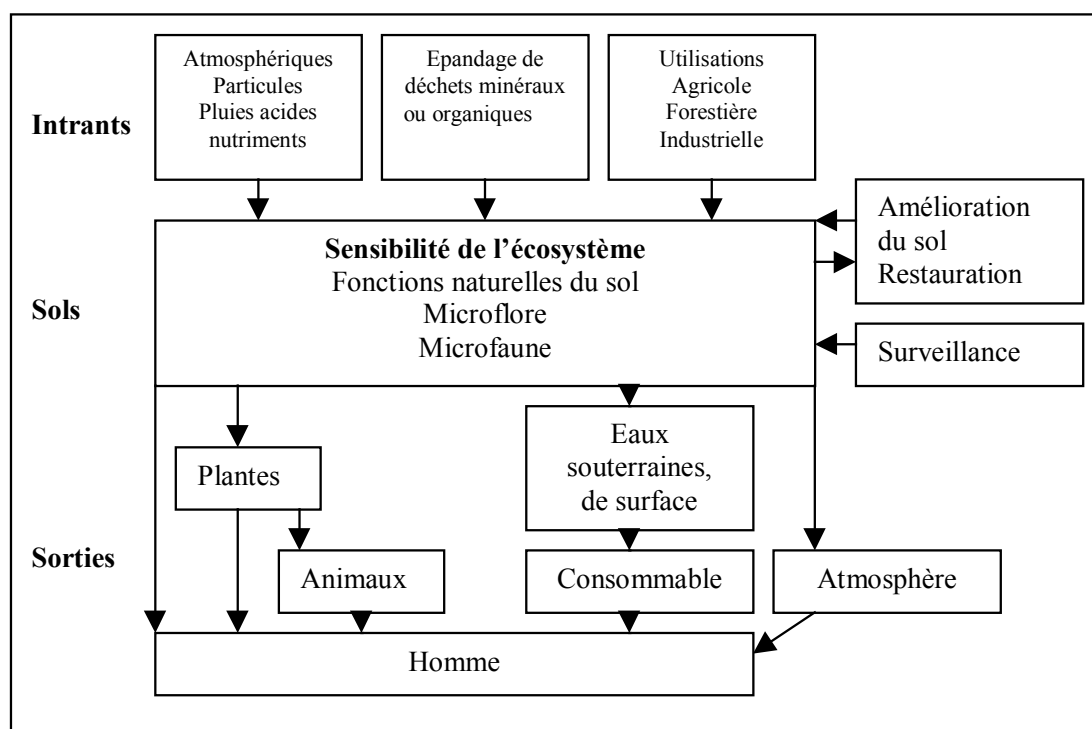 Intrants
Atmosphériques
Particules
Pluies acides
nutriments
Epandage de
déchets minéraux
ou organiques
Utilisations
Agricole
Forestière
Industrielle
Sols
Sensibilité de l'écosystème
Fonctions naturelles du sol
Microflore
Microfaune
Amélioration
du sol
Restauration
Surveillance
Sorties
Plantes
Animaux
Eaux
souterraines,
de surface
Consommable
Atmosphère
Homme